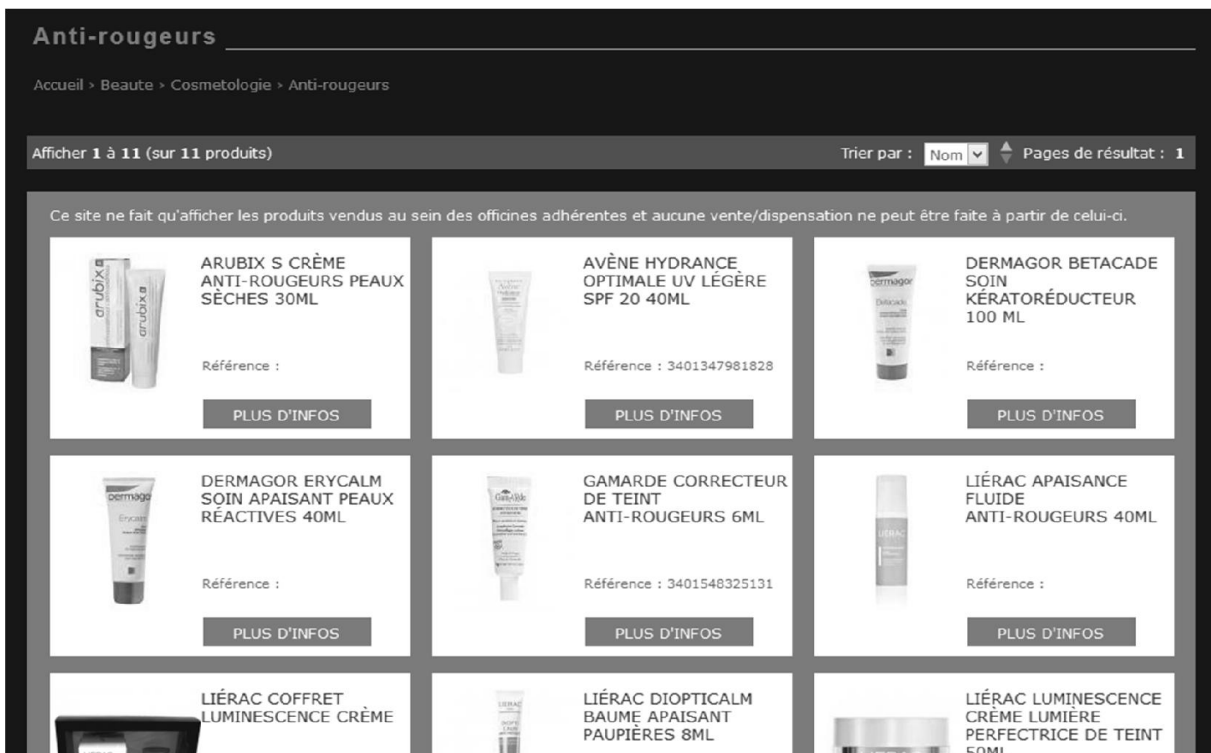 Anti-rougeurs
Accueil > Beaute > Cosmetologie > Anti-rougeurs
Afficher 1 à 11 (sur 11 produits)
Trier par : Nom
Pages de résultat : 1
Ce site ne fait qu'afficher les produits vendus au sein des officines adhérentes et aucune vente/dispensation ne peut être faite à partir de celui-ci.
arubix
arubix
ARUBIX S CRÈME
ANTI-ROUGEURS PEAUX
SÈCHES 30ML
Référence :
PLUS D'INFOS
AVÈNE HYDRANCE
OPTIMALE UV LÉGÈRE
SPF 20 40ML
Référence : 3401347981828
PLUS D'INFOS
DERMAGOR BETACADE
SOIN
KÉRATORÉDUCTEUR
100 ML
Référence :
PLUS D'INFOS
DERMAGOR ERYCALM
SOIN APAISANT PEAUX
RÉACTIVES 40ML
Référence :
PLUS D'INFOS
GAMARDE CORRECTEUR
DE TEINT
ANTI-ROUGEURS 6ML
Référence : 3401548325131
PLUS D'INFOS
LIERAC
LIÉRAC APAISANCE
FLUIDE
ANTI-ROUGEURS 40ML
Référence :
PLUS D'INFOS
LIÉRAC COFFRET
LUMINESCENCE CRÈME
LIERAC
LIÉRAC DIOPTICALM
BAUME APAISANT
PAUPIÈRES 8ML
LIÉRAC LUMINESCENCE
CRÈME LUMIÈRE
PERFECTRICE DE TEINT
50ML